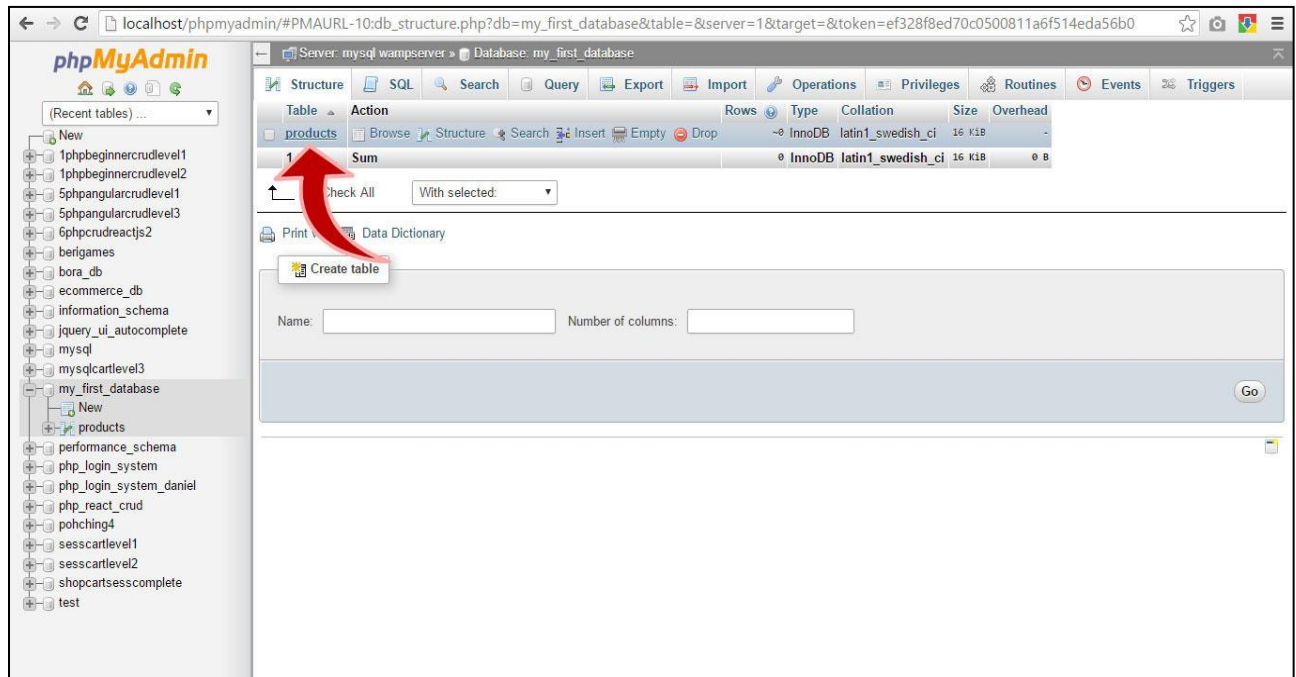 localhost/phpmyadmin/#PMAURL-10:db_structure.php?db=my_first_database&table=&server=1&target=&token=ef328f8ed70c0500811a6f514eda56b0
phpMyAdmin
(Recent tables) ...
New
1phpbeginnercrudlevel1
1phpbeginnercrudlevel2
5phpangularcrudlevel1
5phpangularcrudlevel3
6phpcrudreactjs2
berigames
bora_db
ecommerce_db
information_schema
jquery_ui_autocomplete
mysql
mysqlcartlevel3
my_first_database
New
products
performance_schema
php_login_system
php_login_system_daniel
php_react_crud
pohching4
sesscartlevel1
sesscartlevel2
shopcartsesscomplete
test
Server: mysql wampserver » Database: my_first_database
Structure SQL Search Query Export Import Operations Privileges Routines Events Triggers
Table Action Rows Type Collation Size Overhead
products Browse Structure Search Insert Empty Drop ~0 InnoDB latin1_swedish_ci 16 KiB -
1 Sum 0 InnoDB latin1_swedish_ci 16 KiB 0 B
Check All With selected:
Print Data Dictionary
Create table
Name: Number of columns:
Go